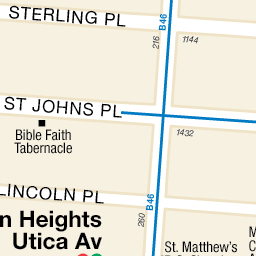 STERLING PL
B46
216
1144
ST JOHNS PL
Bible Faith
Tabernacle
1432
LINCOLN PL
B46
260
n Heights
Utica Av
St. Matthew's